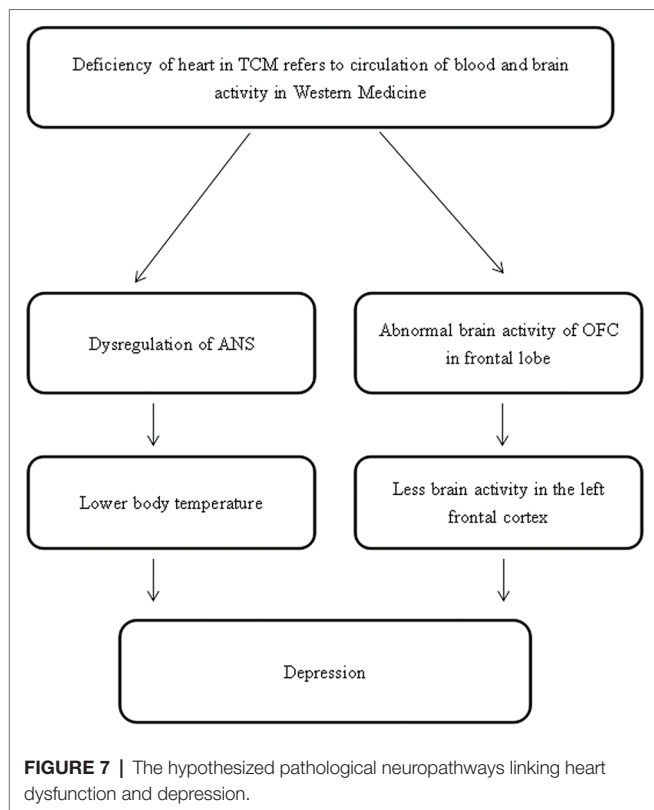 Deficiency of heart in TCM refers to circulation of blood and brain
activity in Western Medicine
Dysregulation of ANS
Abnormal brain activity of OFC
in frontal lobe
Lower body temperature
Less brain activity in the left
frontal cortex
Depression
FIGURE 7 | The hypothesized pathological neuropathways linking heart
dysfunction and depression.